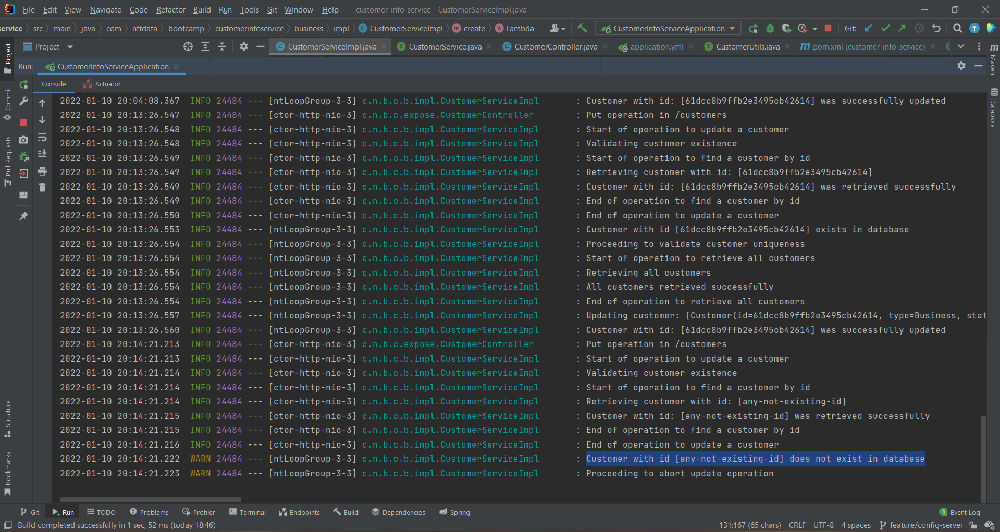 File Edit View Navigate Code Refactor Build Run Tools Git Window Help customer-info-service - CustomerServiceImpl.java
service src main java com nttdata bootcamp customerinfoservice business impl CustomerServiceImpl create Lambda CustomerInfoServiceApplication Git:
Project CustomerServiceImpl.java CustomerService.java CustomerController.java application.yml CustomerUtils.java pom.xml (customer-info-service)
Run: CustomerInfoServiceApplication
Console Actuator
2022-01-10 20:04:08.367 INFO 24484 --- [ntLoopGroup-3-3] c.n.b.c.b.impl.CustomerServiceImpl : Customer with id: [61dcc8b9ffb2e3495cb42614] was successfully updated
2022-01-10 20:13:26.547 INFO 24484 --- [ctor-http-nio-3] c.n.b.c.expose.CustomerController : Put operation in /customers
2022-01-10 20:13:26.548 INFO 24484 --- [ctor-http-nio-3] c.n.b.c.b.impl.CustomerServiceImpl : Start of operation to update a customer
2022-01-10 20:13:26.548 INFO 24484 --- [ctor-http-nio-3] c.n.b.c.b.impl.CustomerServiceImpl : Validating customer existence
2022-01-10 20:13:26.549 INFO 24484 --- [ctor-http-nio-3] c.n.b.c.b.impl.CustomerServiceImpl : Start of operation to find a customer by id
2022-01-10 20:13:26.549 INFO 24484 --- [ctor-http-nio-3] c.n.b.c.b.impl.CustomerServiceImpl : Retrieving customer with id: [61dcc8b9ffb2e3495cb42614]
2022-01-10 20:13:26.549 INFO 24484 --- [ctor-http-nio-3] c.n.b.c.b.impl.CustomerServiceImpl : Customer with id: [61dcc8b9ffb2e3495cb42614] was retrieved successfully
2022-01-10 20:13:26.549 INFO 24484 --- [ctor-http-nio-3] c.n.b.c.b.impl.CustomerServiceImpl : End of operation to find a customer by id
2022-01-10 20:13:26.550 INFO 24484 --- [ctor-http-nio-3] c.n.b.c.b.impl.CustomerServiceImpl : End of operation to update a customer
2022-01-10 20:13:26.553 INFO 24484 --- [ntLoopGroup-3-3] c.n.b.c.b.impl.CustomerServiceImpl : Customer with id [61dcc8b9ffb2e3495cb42614] exists in database
2022-01-10 20:13:26.554 INFO 24484 --- [ntLoopGroup-3-3] c.n.b.c.b.impl.CustomerServiceImpl : Proceeding to validate customer uniqueness
2022-01-10 20:13:26.554 INFO 24484 --- [ntLoopGroup-3-3] c.n.b.c.b.impl.CustomerServiceImpl : Start of operation to retrieve all customers
2022-01-10 20:13:26.554 INFO 24484 --- [ntLoopGroup-3-3] c.n.b.c.b.impl.CustomerServiceImpl : Retrieving all customers
2022-01-10 20:13:26.554 INFO 24484 --- [ntLoopGroup-3-3] c.n.b.c.b.impl.CustomerServiceImpl : All customers retrieved successfully
2022-01-10 20:13:26.554 INFO 24484 --- [ntLoopGroup-3-3] c.n.b.c.b.impl.CustomerServiceImpl : End of operation to retrieve all customers
2022-01-10 20:13:26.557 INFO 24484 --- [ntLoopGroup-3-3] c.n.b.c.b.impl.CustomerServiceImpl : Updating customer: [Customer(id=61dcc8b9ffb2e3495cb42614, type=Business, stat
2022-01-10 20:13:26.560 INFO 24484 --- [ntLoopGroup-3-3] c.n.b.c.b.impl.CustomerServiceImpl : Customer with id: [61dcc8b9ffb2e3495cb42614] was successfully updated
2022-01-10 20:14:21.213 INFO 24484 --- [ctor-http-nio-3] c.n.b.c.expose.CustomerController : Put operation in /customers
2022-01-10 20:14:21.213 INFO 24484 --- [ctor-http-nio-3] c.n.b.c.b.impl.CustomerServiceImpl : Start of operation to update a customer
2022-01-10 20:14:21.214 INFO 24484 --- [ctor-http-nio-3] c.n.b.c.b.impl.CustomerServiceImpl : Validating customer existence
2022-01-10 20:14:21.214 INFO 24484 --- [ctor-http-nio-3] c.n.b.c.b.impl.CustomerServiceImpl : Start of operation to find a customer by id
2022-01-10 20:14:21.214 INFO 24484 --- [ctor-http-nio-3] c.n.b.c.b.impl.CustomerServiceImpl : Retrieving customer with id: [any-not-existing-id]
2022-01-10 20:14:21.215 INFO 24484 --- [ctor-http-nio-3] c.n.b.c.b.impl.CustomerServiceImpl : Customer with id: [any-not-existing-id] was retrieved successfully
2022-01-10 20:14:21.215 INFO 24484 --- [ctor-http-nio-3] c.n.b.c.b.impl.CustomerServiceImpl : End of operation to find a customer by id
2022-01-10 20:14:21.216 INFO 24484 --- [ctor-http-nio-3] c.n.b.c.b.impl.CustomerServiceImpl : End of operation to update a customer
2022-01-10 20:14:21.222 WARN 24484 --- [ntLoopGroup-3-3] c.n.b.c.b.impl.CustomerServiceImpl : Customer with id [any-not-existing-id] does not exist in database
2022-01-10 20:14:21.223 WARN 24484 --- [ntLoopGroup-3-3] c.n.b.c.b.impl.CustomerServiceImpl : Proceeding to abort update operation
Project
Commit
Pull Requests
Structure
Bookmarks
Maven
Database
Git Run TODO Problems Profiler Terminal Endpoints Build Dependencies Spring 1 Event Log
Build completed successfully in 1 sec, 52 ms (today 18:46) 131:167 (65 chars) CRLF UTF-8 4 spaces feature/config-server